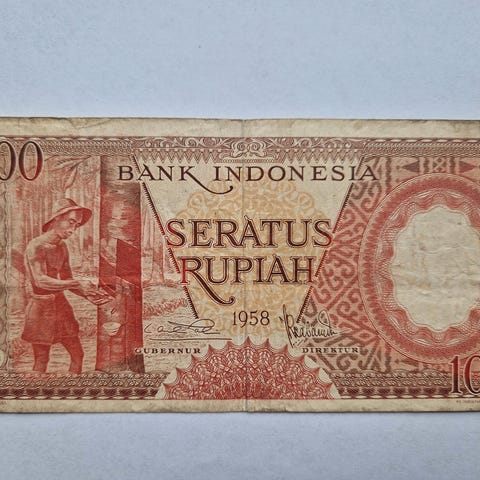 00
BANK INDONESIA
SERATUS
RUPIAH
1958
GUBERNUR
DIREKTUR
10